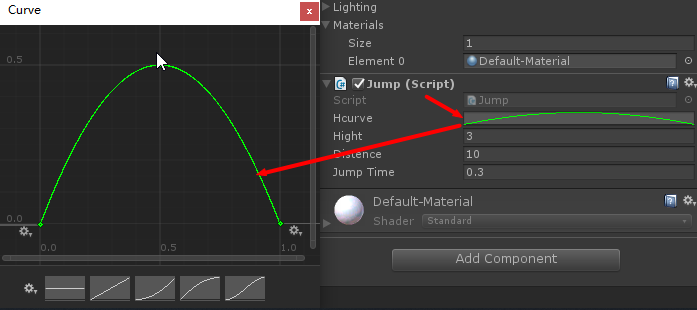 Curve
x
0.5
0.0
0.0
0.5
1.0
Lighting
Materials
Size
1
Element 0
Default-Material
Jump (Script)
Script
Jump
Hcurve
Hight
3
Distence
10
Jump Time
0.3
Default-Material
Shader
Standard
Add Component